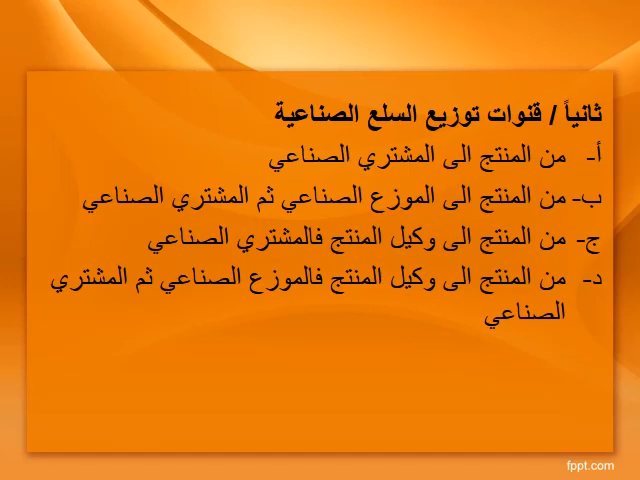 ثانياً / قنوات توزيع السلع الصناعية
أ- من المنتج الى المشتري الصناعي
ب- من المنتج الى الموزع الصناعي ثم المشتري الصناعي
ج- من المنتج الى وكيل المنتج فالمشتري الصناعي
د- من المنتج الى وكيل المنتج فالموزع الصناعي ثم المشتري
الصناعي
fppt.com